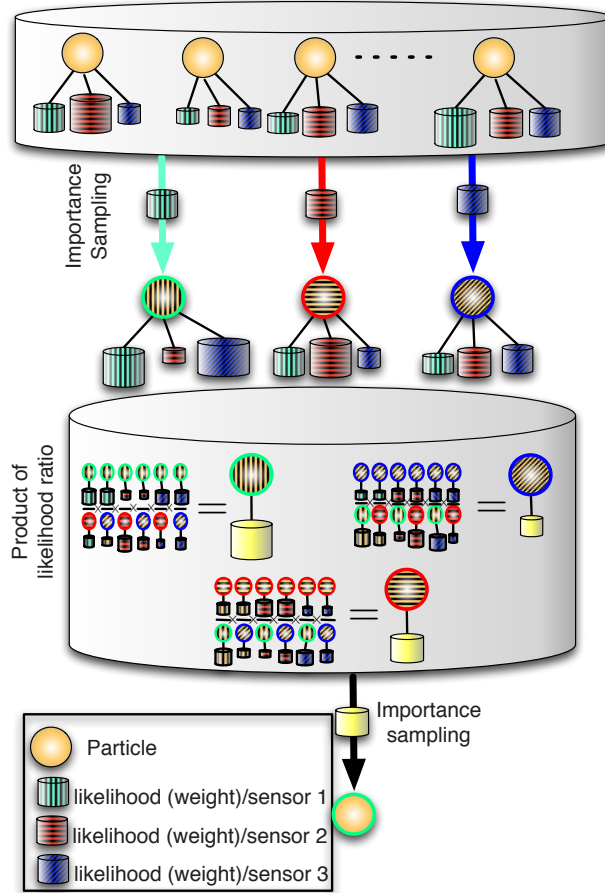 Importance
Sampling
Product of
likelihood ratio
Importance
sampling
Particle
likelihood (weight)/sensor 1
likelihood (weight)/sensor 2
likelihood (weight)/sensor 3